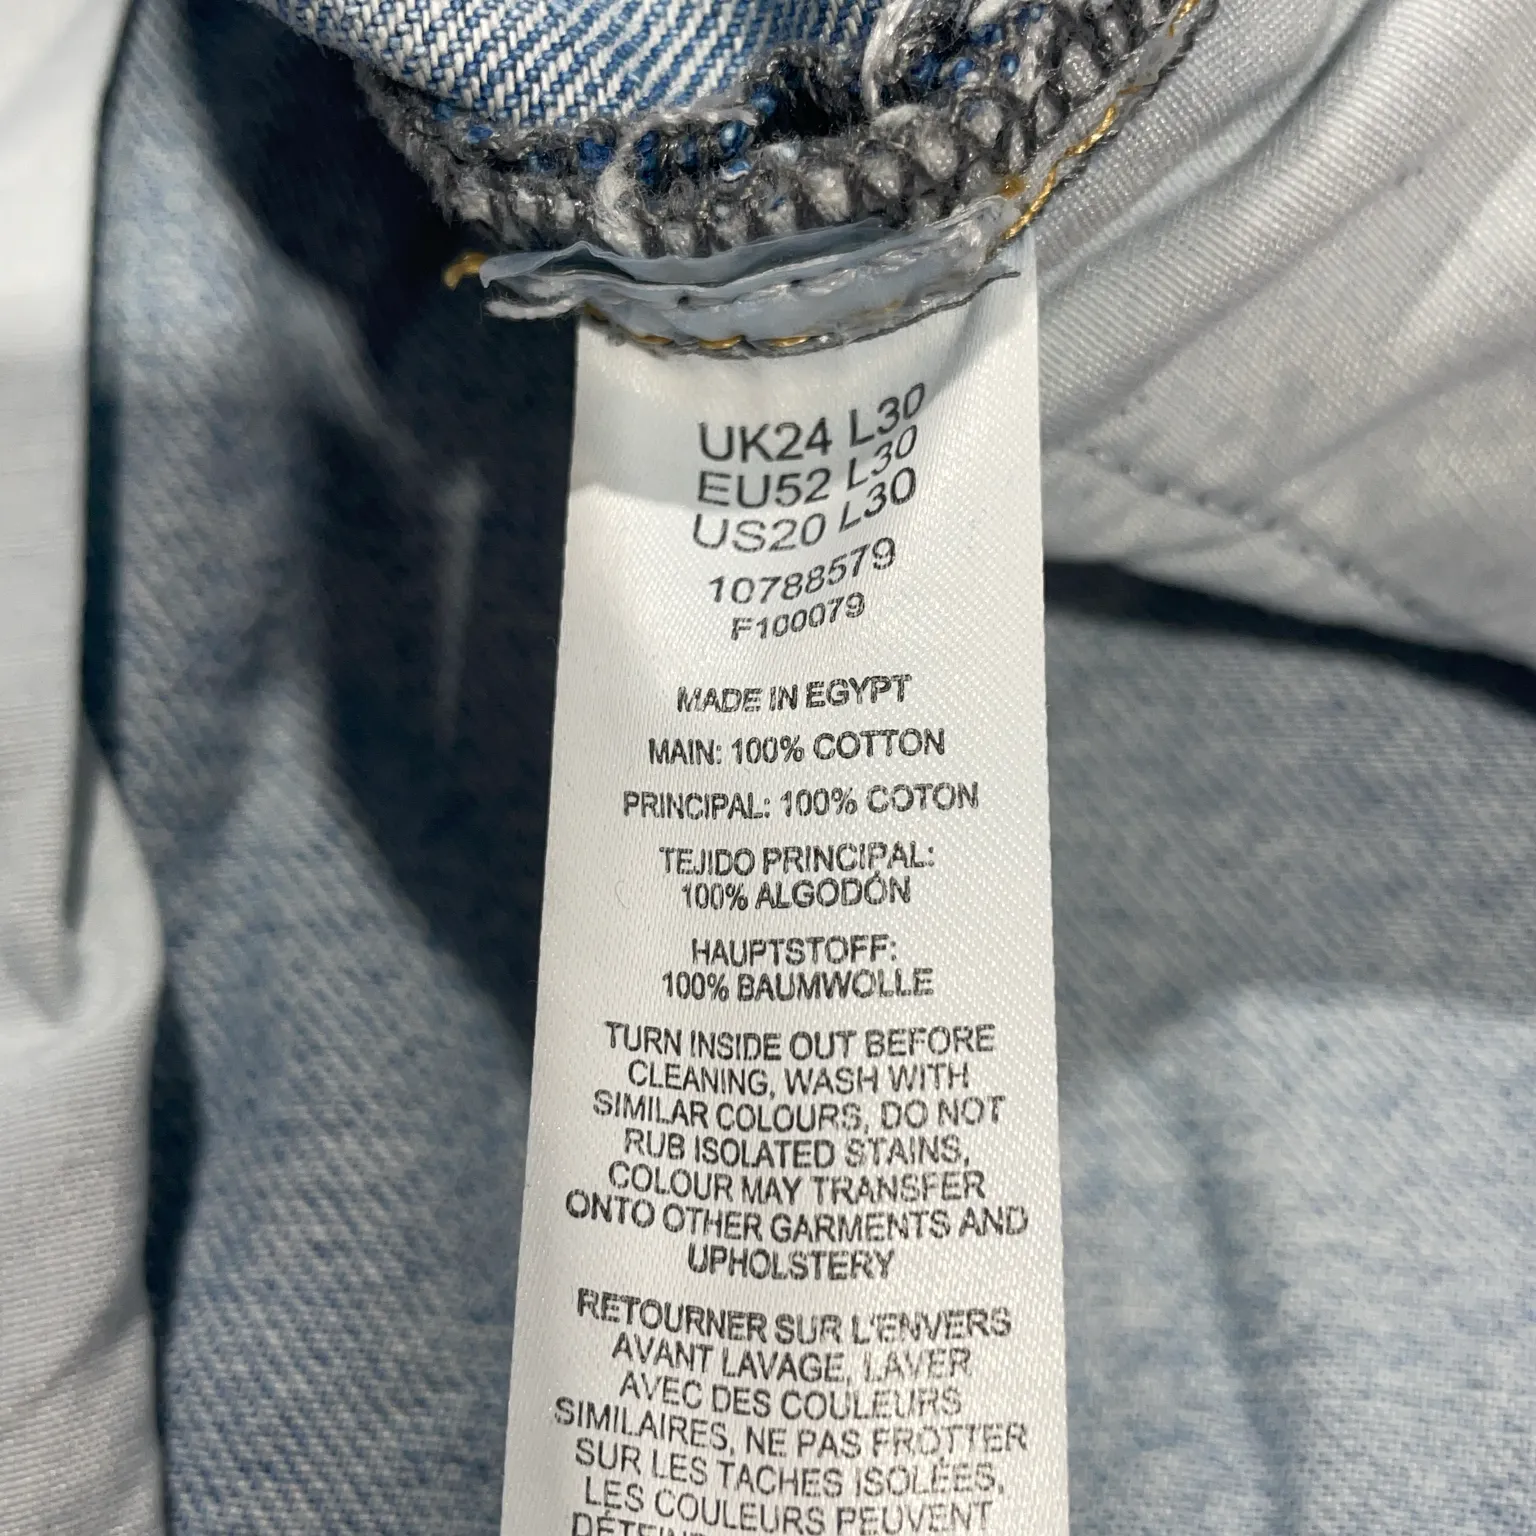 UK24 L30
EU52 L30
US20 L30
10788579
F100079
MADE IN EGYPT
MAIN: 100% COTTON
PRINCIPAL: 100% COTON
TEJIDO PRINCIPAL:
100% ALGODÓN
HAUPTSTOFF:
100% BAUMWOLLE
TURN INSIDE OUT BEFORE
CLEANING, WASH WITH
SIMILAR COLOURS, DO NOT
RUB ISOLATED STAINS,
COLOUR MAY TRANSFER
ONTO OTHER GARMENTS AND
UPHOLSTERY
RETOURNER SUR L'ENVERS
AVANT LAVAGE, LAVER
AVEC DES COULEURS
SIMILAIRES, NE PAS FROTTER
SUR LES TACHES ISOLÉES,
LES COULEURS PEUVENT